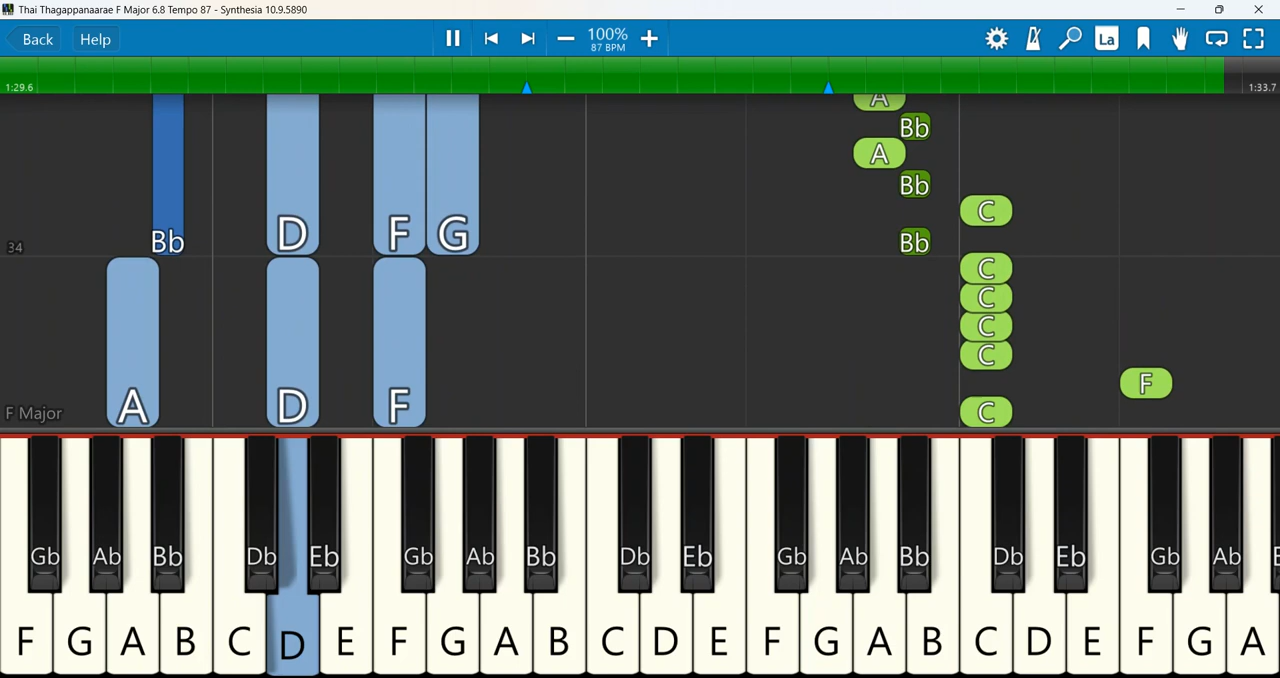 Thai Thagappanaarae F Major 6.8 Tempo 87 - Synthesia 10.9.5890
Back Help 100% La
87 BPM
1:29.6 1:33.7
A
Bb
A
Bb
C
34 Bb D F G Bb
C
C
C
C
F
F Major A D F C
Gb Ab Bb Db Eb Gb Ab Bb Db Eb Gb Ab Bb Db Eb Gb Ab
F G A B C D E F G A B C D E F G A B C D E F G A